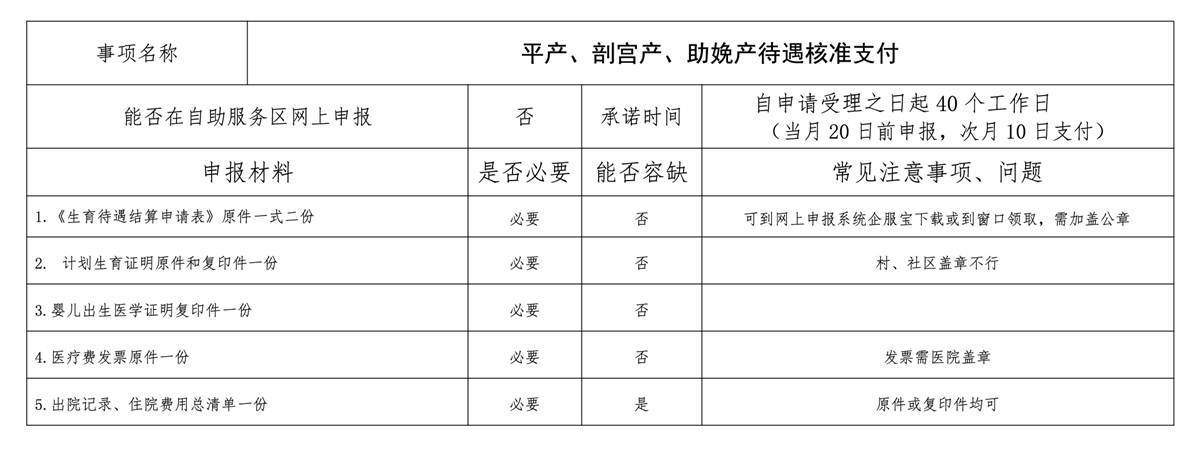 事项名称 平产、剖宫产、助娩产待遇核准支付
能否在自助服务区网上申报 否 承诺时间 自申请受理之日起 40 个工作日
（当月 20 日前申报，次月 10 日支付）
申报材料 是否必要 能否容缺 常见注意事项、问题
1.《生育待遇结算申请表》原件一式二份 必要 否 可到网上申报系统企服宝下载或到窗口领取，需加盖公章
2. 计划生育证明原件和复印件一份 必要 否 村、社区盖章不行
3.婴儿出生医学证明复印件一份 必要 否
4.医疗费发票原件一份 必要 否 发票需医院盖章
5.出院记录、住院费用总清单一份 必要 是 原件或复印件均可